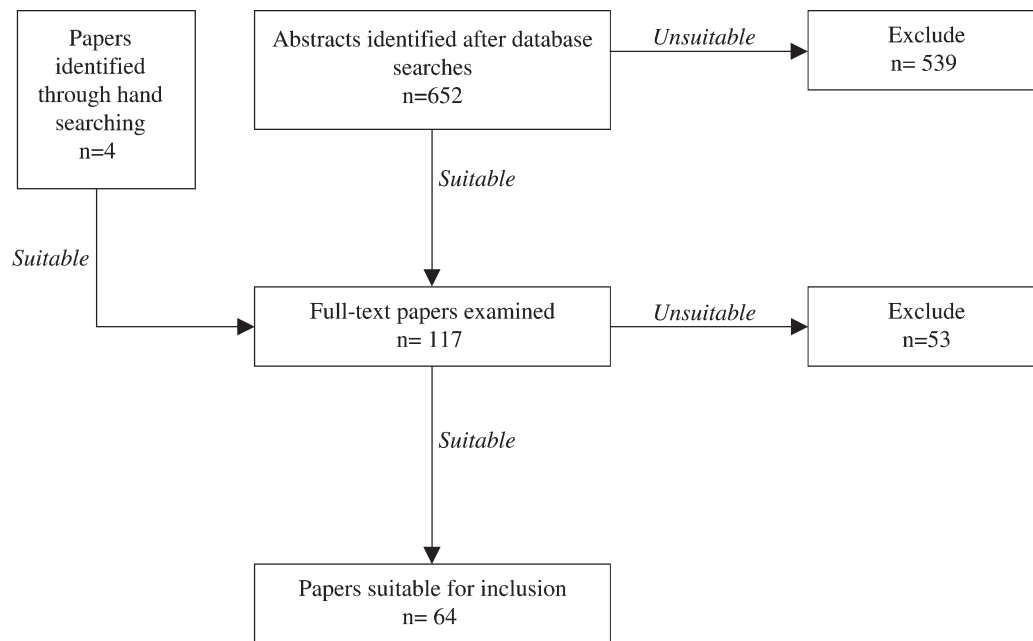 Papers
identified
through hand
searching
n=4
Abstracts identified after database
searches
n=652
Unsuitable
Exclude
n= 539
Suitable
Suitable
Full-text papers examined
n= 117
Unsuitable
Exclude
n=53
Suitable
Papers suitable for inclusion
n= 64